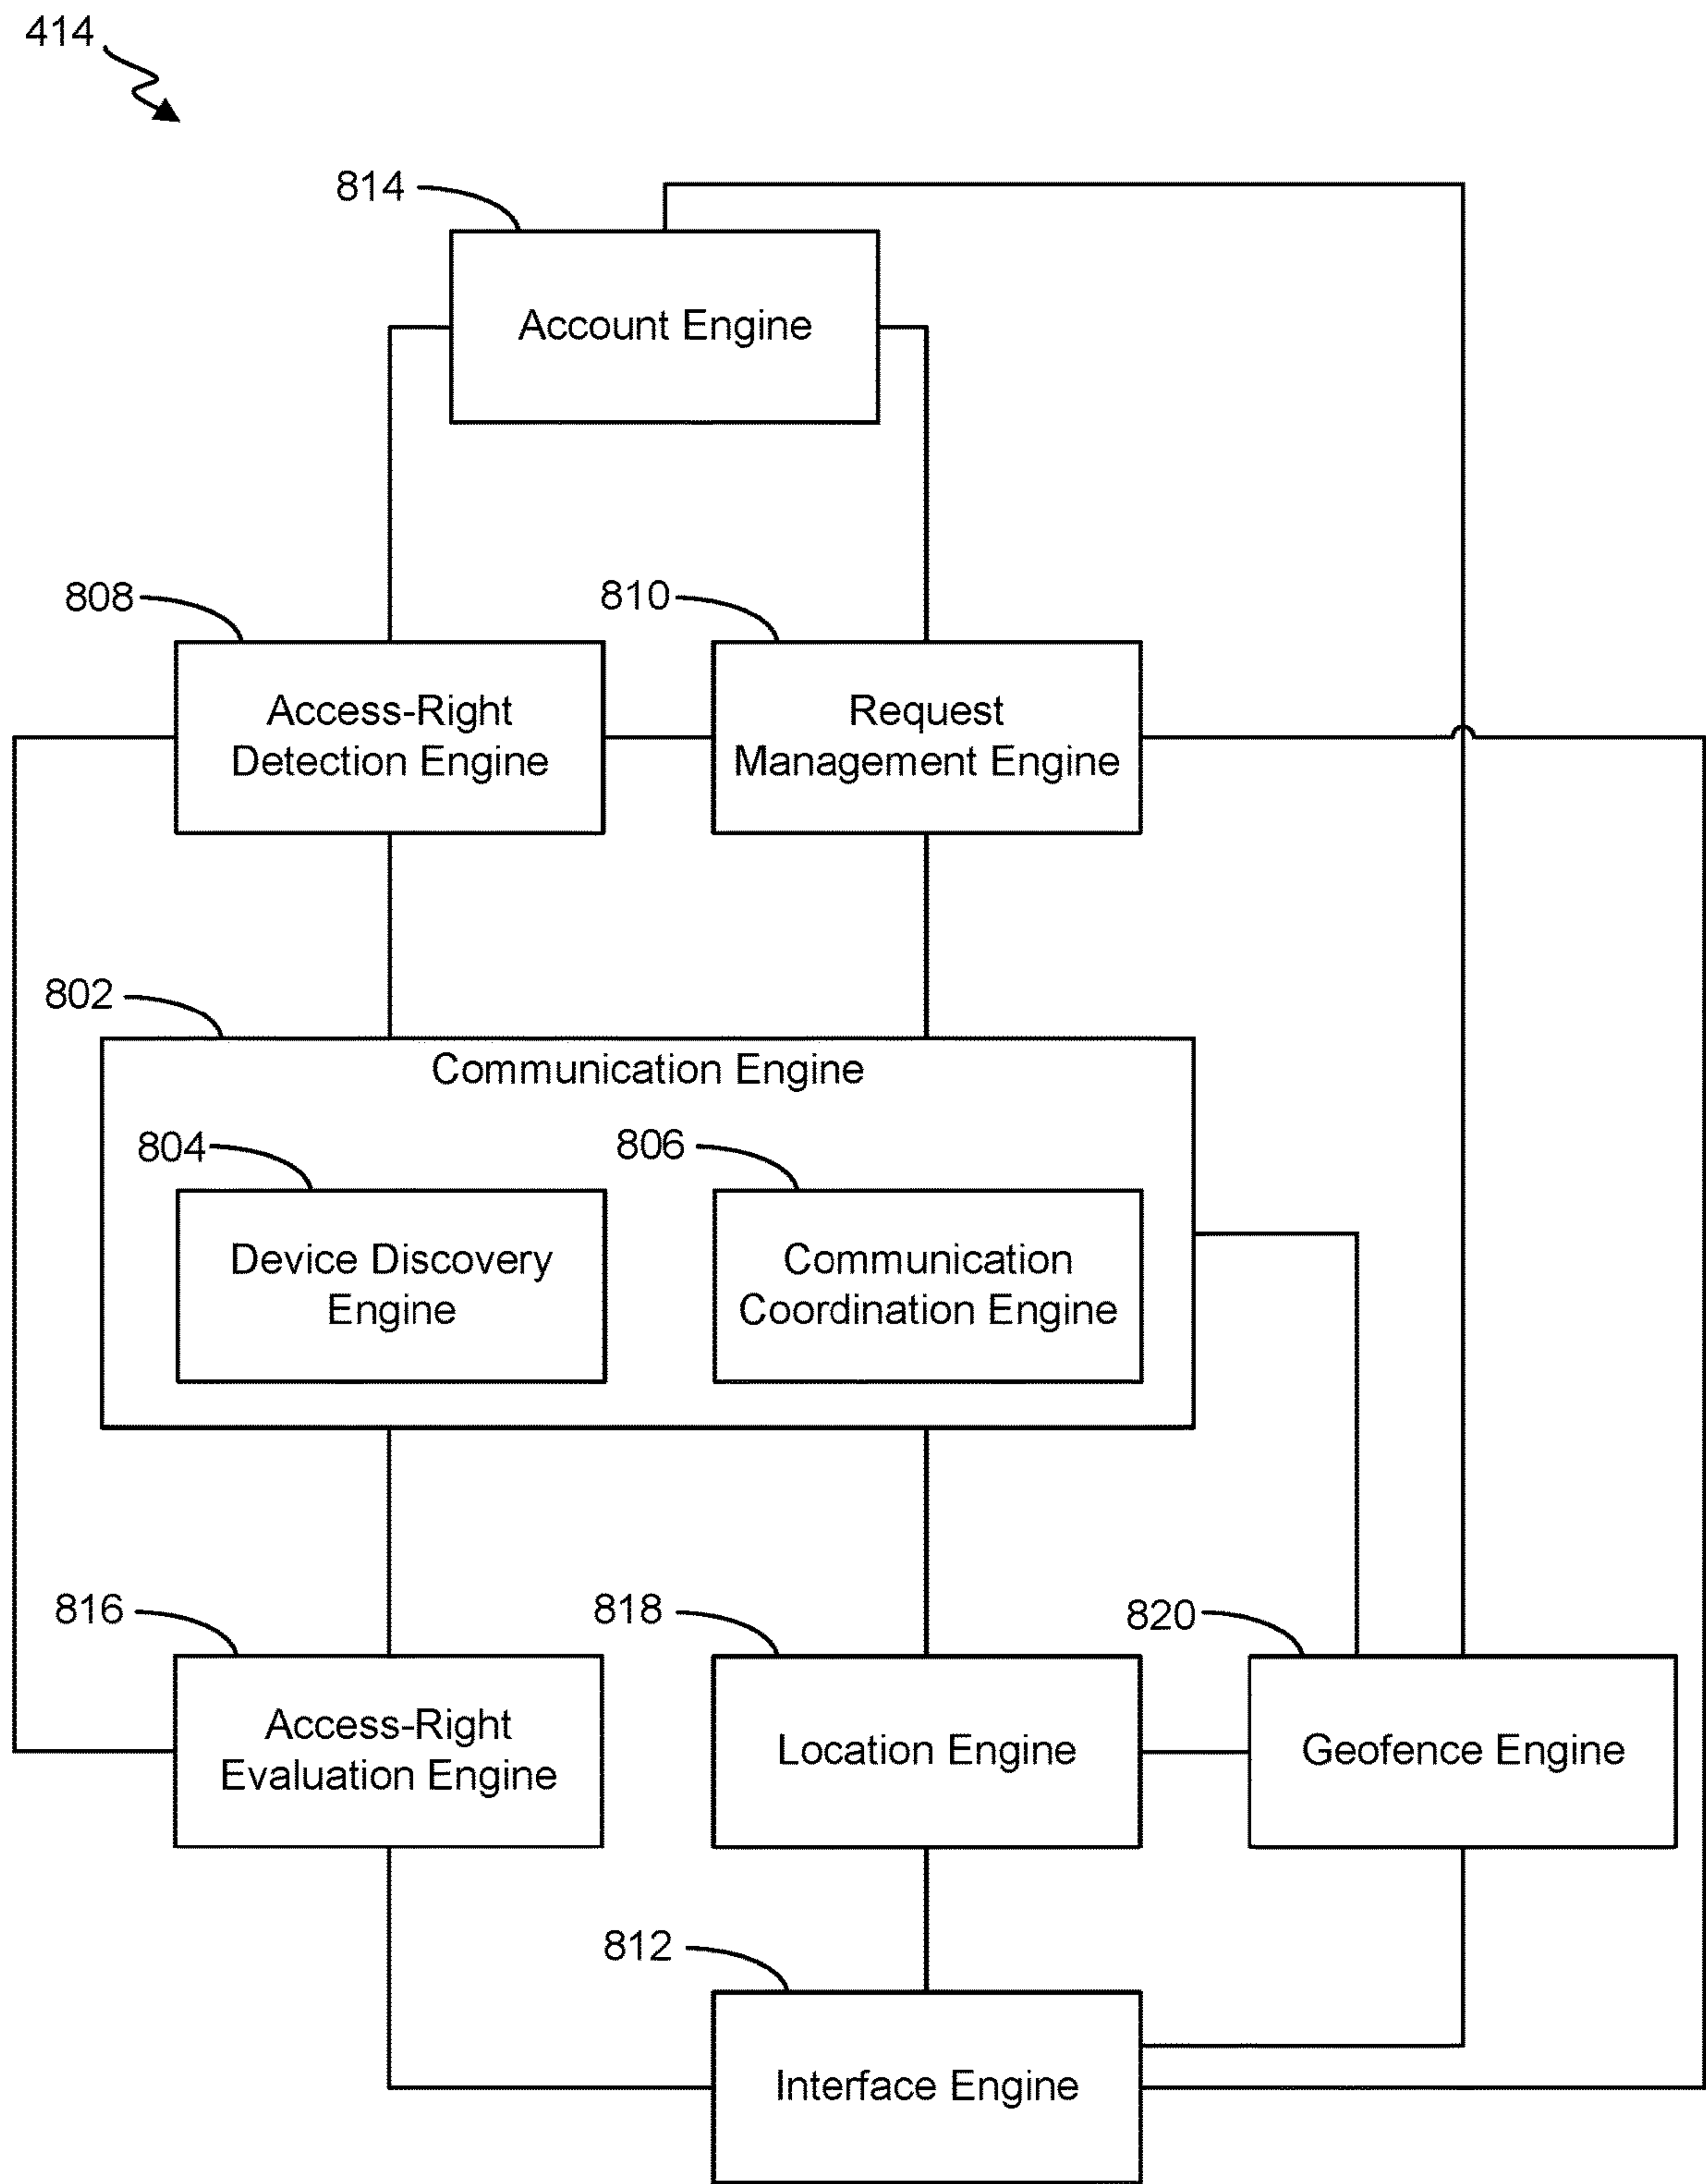 414
814
Account Engine
808
810
Access-Right
Detection Engine
Request
Management Engine
802
Communication Engine
804
806
Device Discovery
Engine
Communication
Coordination Engine
816
818
820
Access-Right
Evaluation Engine
Location Engine
Geofence Engine
812
Interface Engine